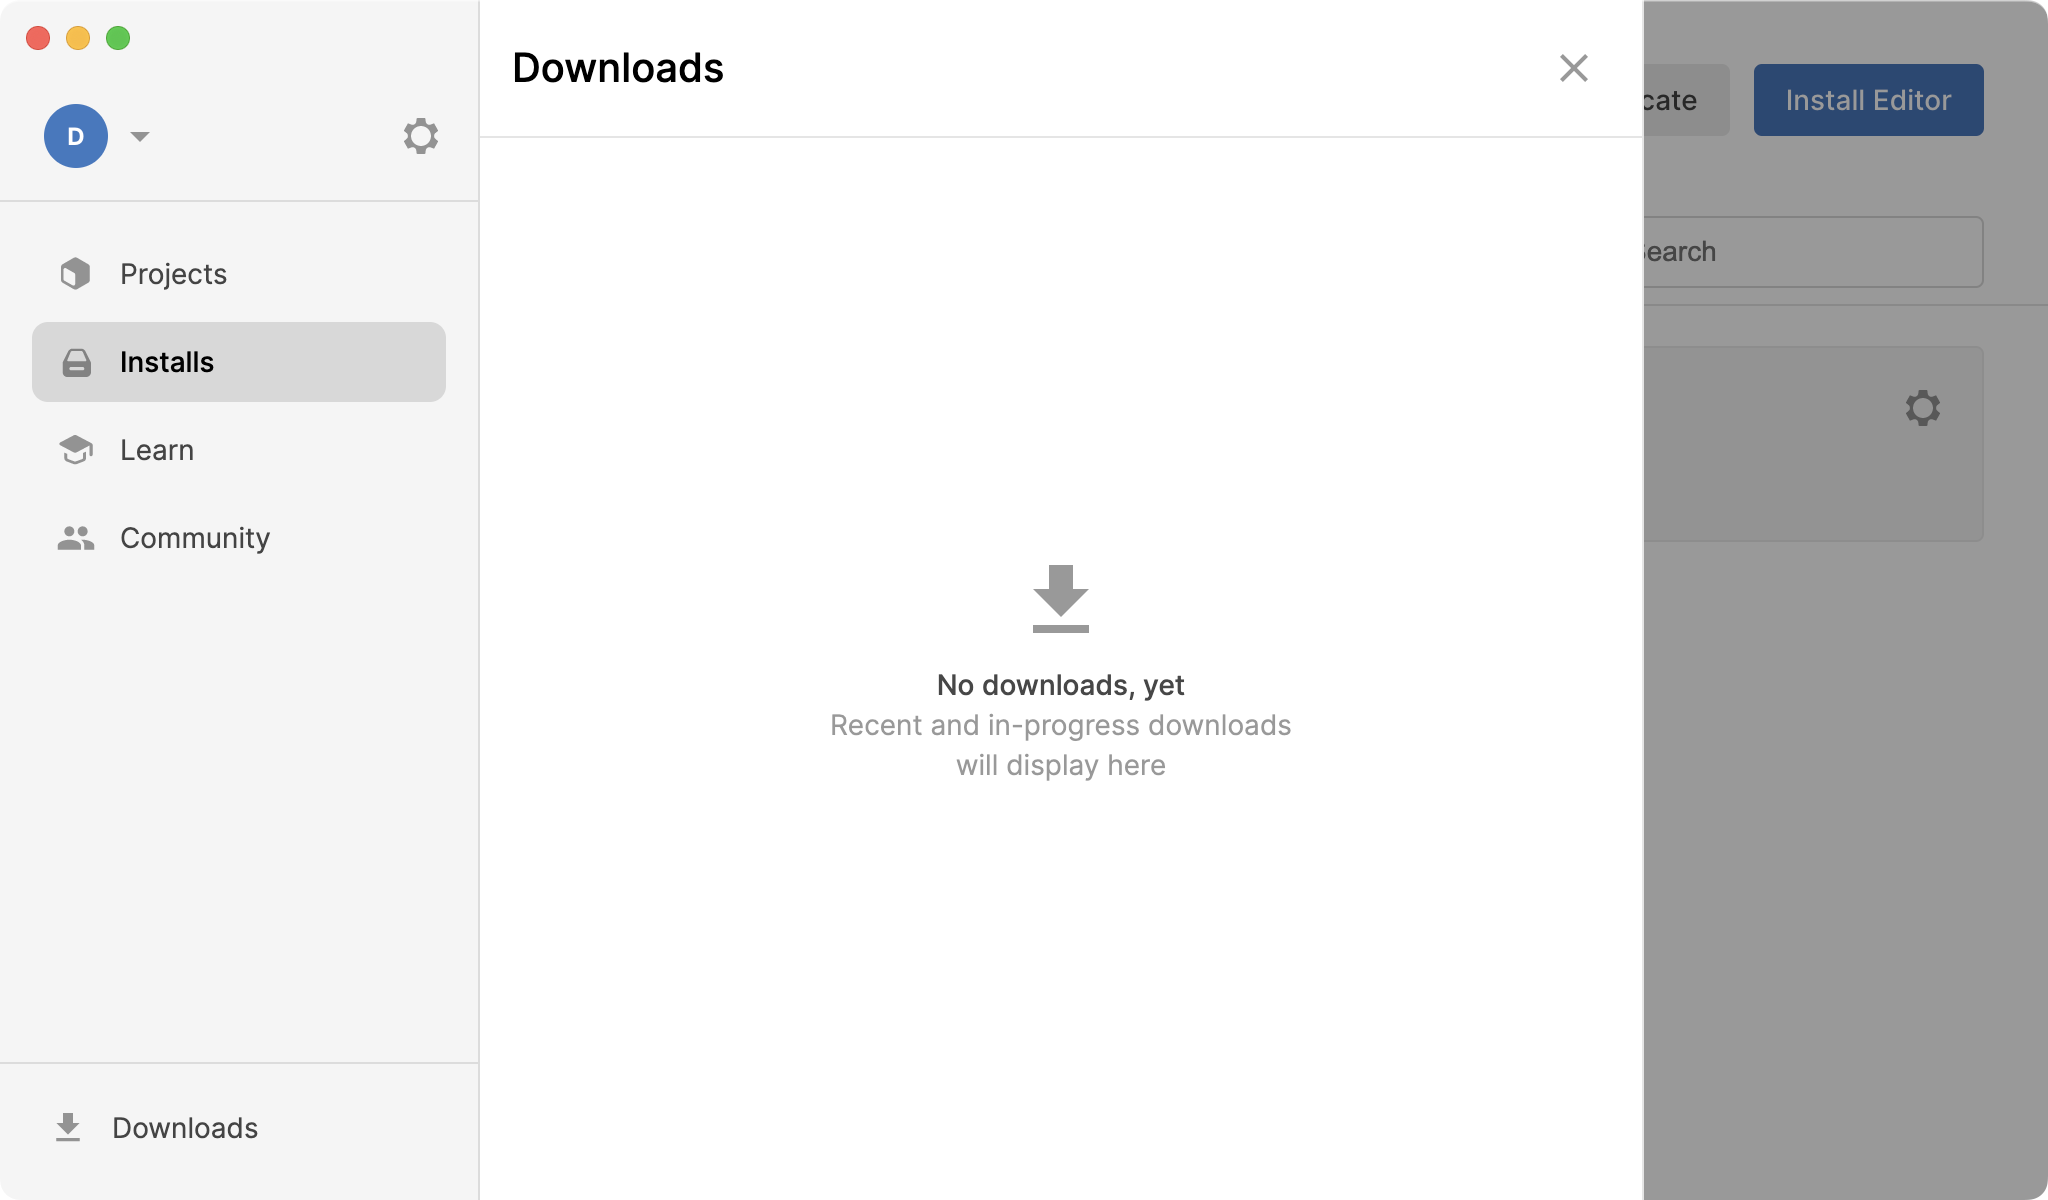 D
Projects
Installs
Learn
Community
Downloads
Downloads
No downloads, yet
Recent and in-progress downloads
will display here
cate
Install Editor
earch